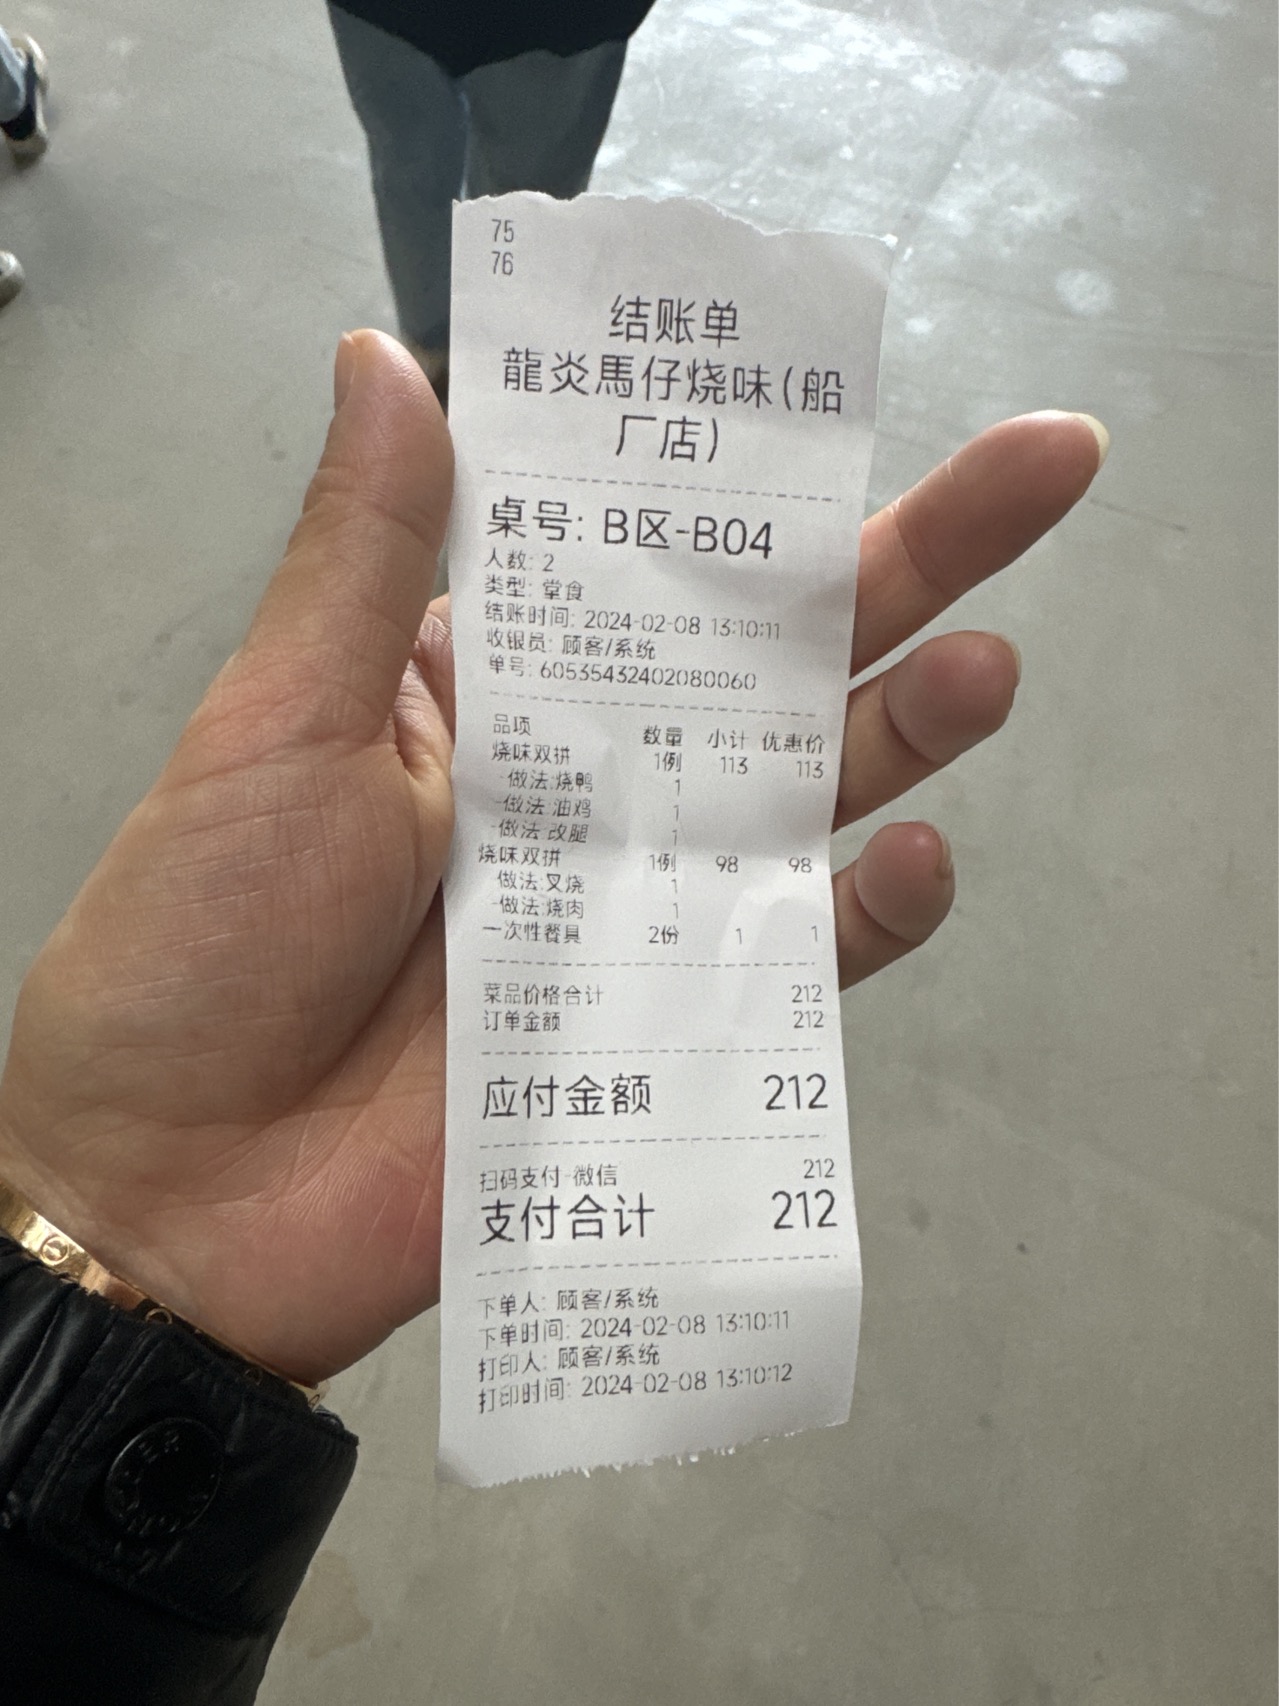 75
76
结账单
龍炎馬仔烧味(船
厂店)
桌号: B区-B04
人数: 2
类型: 堂食
结账时间: 2024-02-08 13:10:11
收银员: 顾客/系统
单号: 60535432402080060
品项 数量 小计 优惠价
烧味双拼 1例 113 113
-做法:烧鸭 1
-做法:油鸡 1
-做法:改腿 1
烧味双拼 1例 98 98
做法:叉烧 1
-做法:烧肉 1
一次性餐具 2份 1 1
菜品价格合计 212
订单金额 212
应付金额 212
扫码支付-微信 212
支付合计 212
下单人: 顾客/系统
下单时间: 2024-02-08 13:10:11
打印人: 顾客/系统
打印时间: 2024-02-08 13:10:12